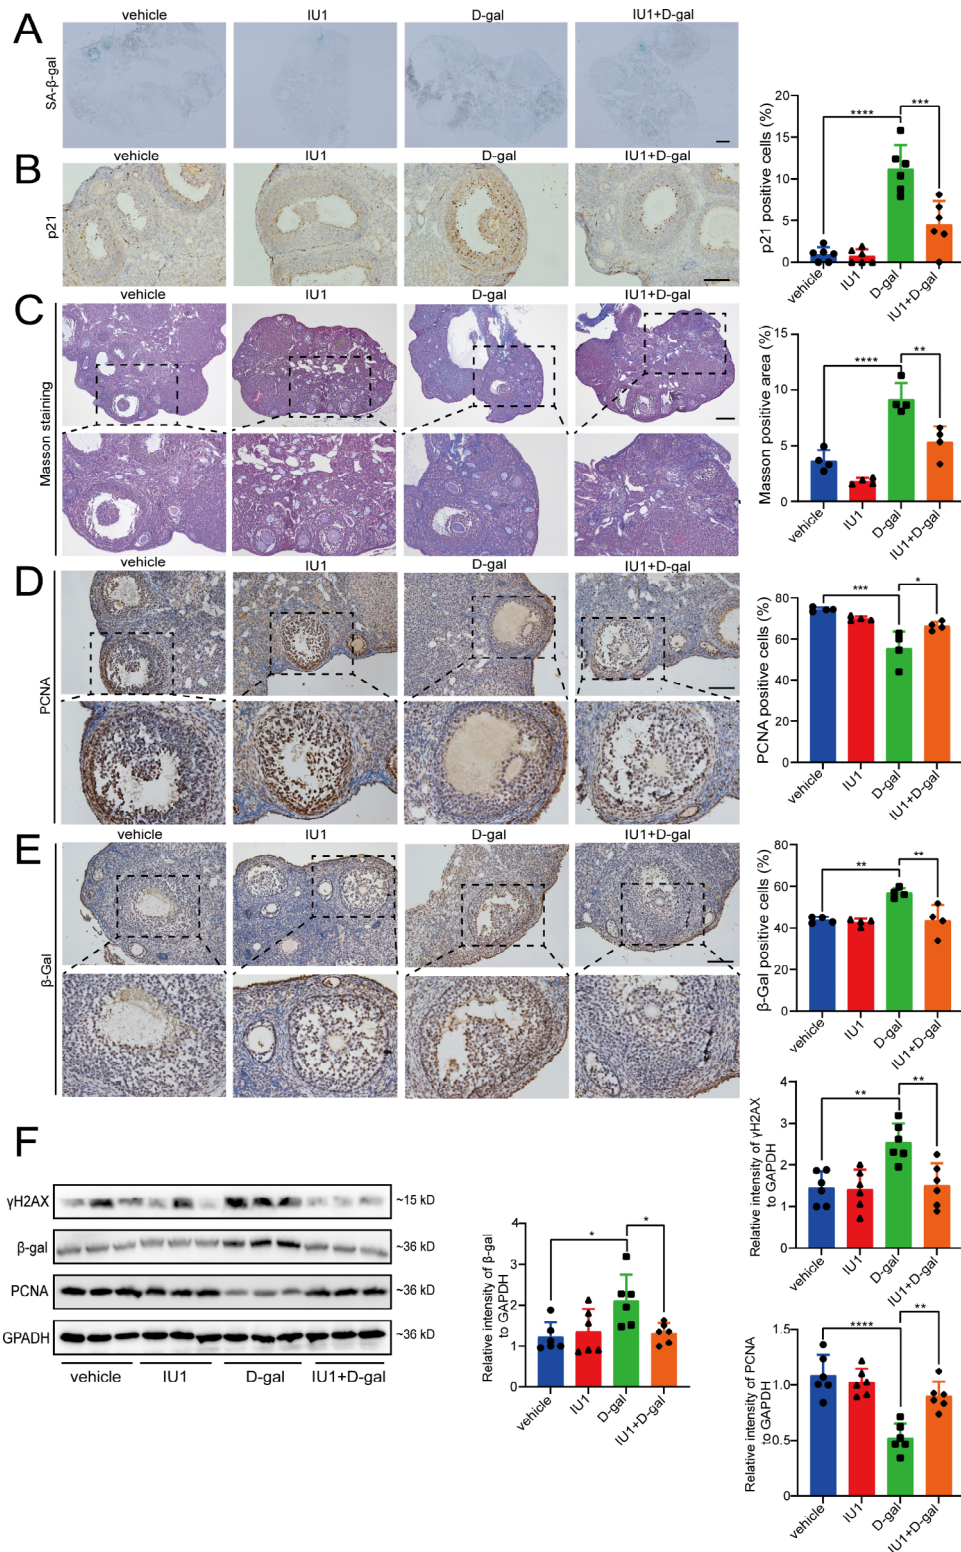 A
vehicle
IU1
D-gal
IU1+D-gal
SA-β-gal
B
vehicle
IU1
D-gal
IU1+D-gal
p21
p21 positive cells (%)
20
15
10
5
0
****
***
vehicle
IU1
D-gal
IU1+D-gal
C
vehicle
IU1
D-gal
IU1+D-gal
Masson staining
Masson positive area (%)
15
10
5
0
****
**
vehicle
IU1
D-gal
IU1+D-gal
D
vehicle
IU1
D-gal
IU1+D-gal
PCNA
PCNA positive cells (%)
80
60
40
20
0
***
*
vehicle
IU1
D-gal
IU1+D-gal
E
vehicle
IU1
D-gal
IU1+D-gal
β-Gal
β-Gal positive cells (%)
80
60
40
20
0
**
**
vehicle
IU1
D-gal
IU1+D-gal
F
γH2AX
~15 kD
β-gal
~36 kD
PCNA
~36 kD
GPADH
~36 kD
vehicle
IU1
D-gal
IU1+D-gal
Relative intensity of β-gal
to GAPDH
4
3
2
1
0
*
*
vehicle
IU1
D-gal
IU1+D-gal
Relative intensity of γH2AX
to GAPDH
4
3
2
1
0
**
**
vehicle
IU1
D-gal
IU1+D-gal
Relative intensity of PCNA
to GAPDH
1.5
1.0
0.5
0
****
**
vehicle
IU1
D-gal
IU1+D-gal